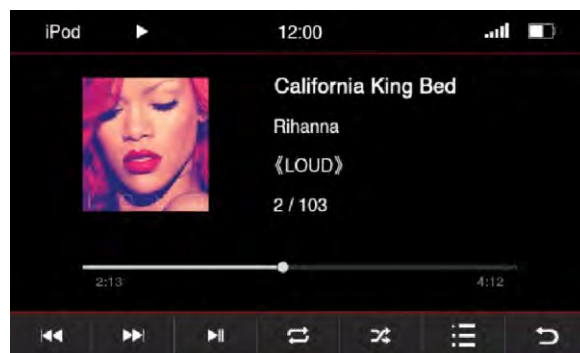 iPod 12:00
California King Bed
Rihanna
《LOUD》
2 / 103
2:13 4:12